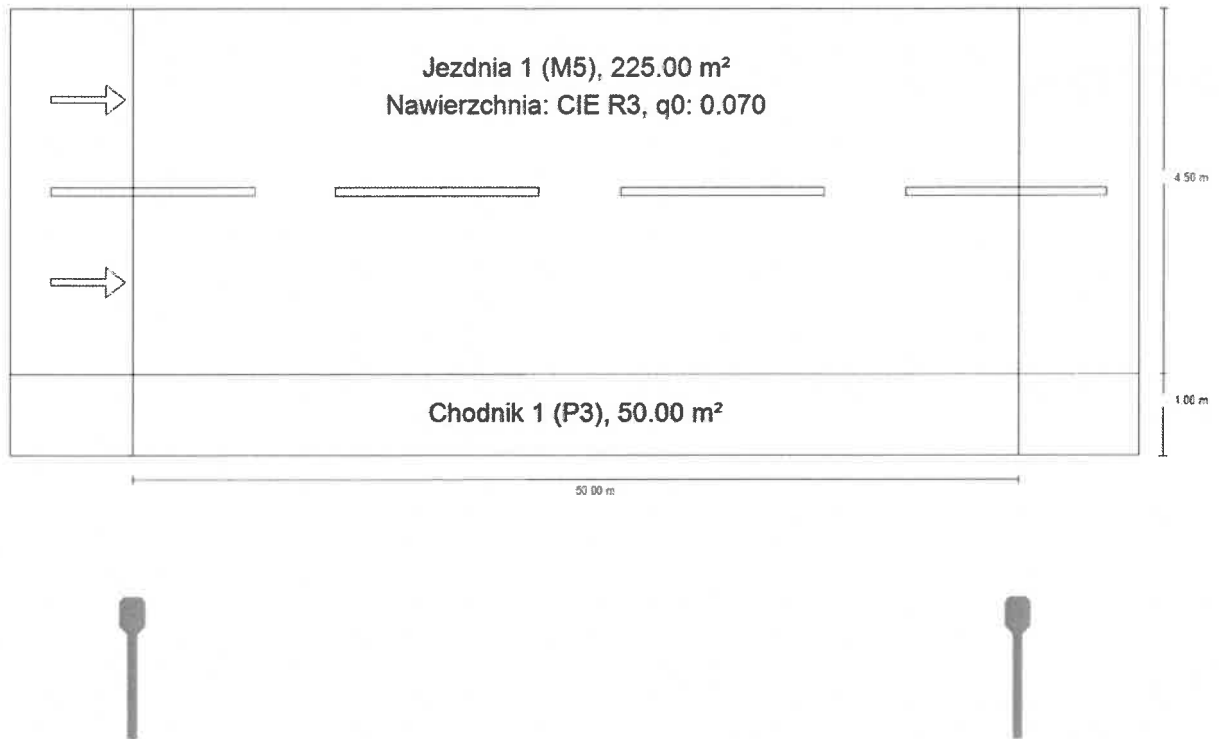 Jezdnia 1 (M5), 225.00 m²
Nawierzchnia: CIE R3, q0: 0.070
4.50 m
Chodnik 1 (P3), 50.00 m²
1.00 m
50.00 m